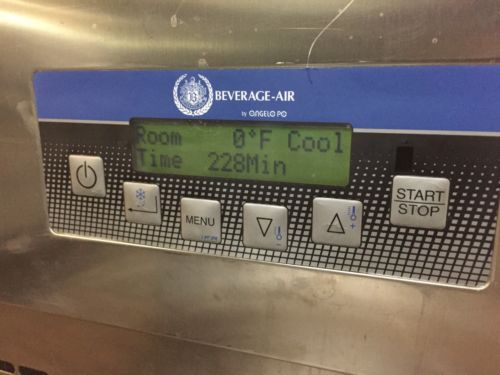 BEVERAGE-AIR
by ANGELO PO
Room 0°F Cool
Time 228Min
MENU
START
STOP